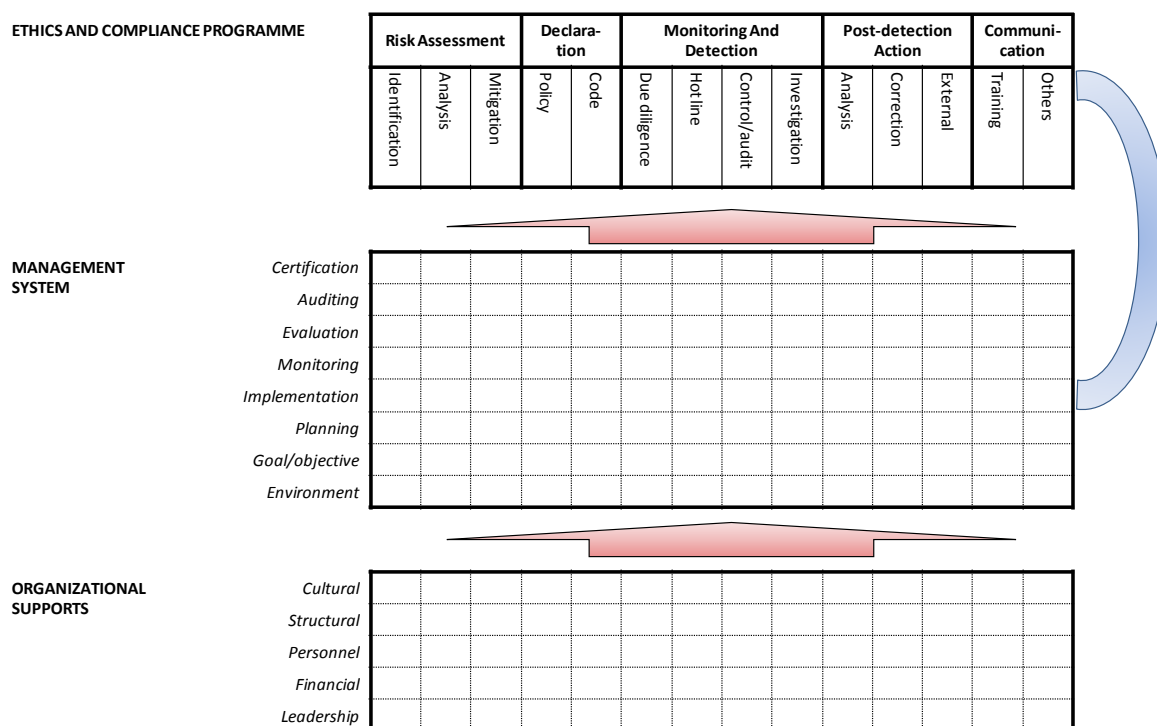 ETHICS AND COMPLIANCE PROGRAMME
Risk Assessment
Declara-
tion
Monitoring And
Detection
Post-detection
Action
Communi-
cation
Identification
Analysis
Mitigation
Policy
Code
Due diligence
Hot line
Control/audit
Investigation
Analysis
Correction
External
Training
Others
MANAGEMENT
SYSTEM
Certification
Auditing
Evaluation
Monitoring
Implementation
Planning
Goal/objective
Environment
ORGANIZATIONAL
SUPPORTS
Cultural
Structural
Personnel
Financial
Leadership